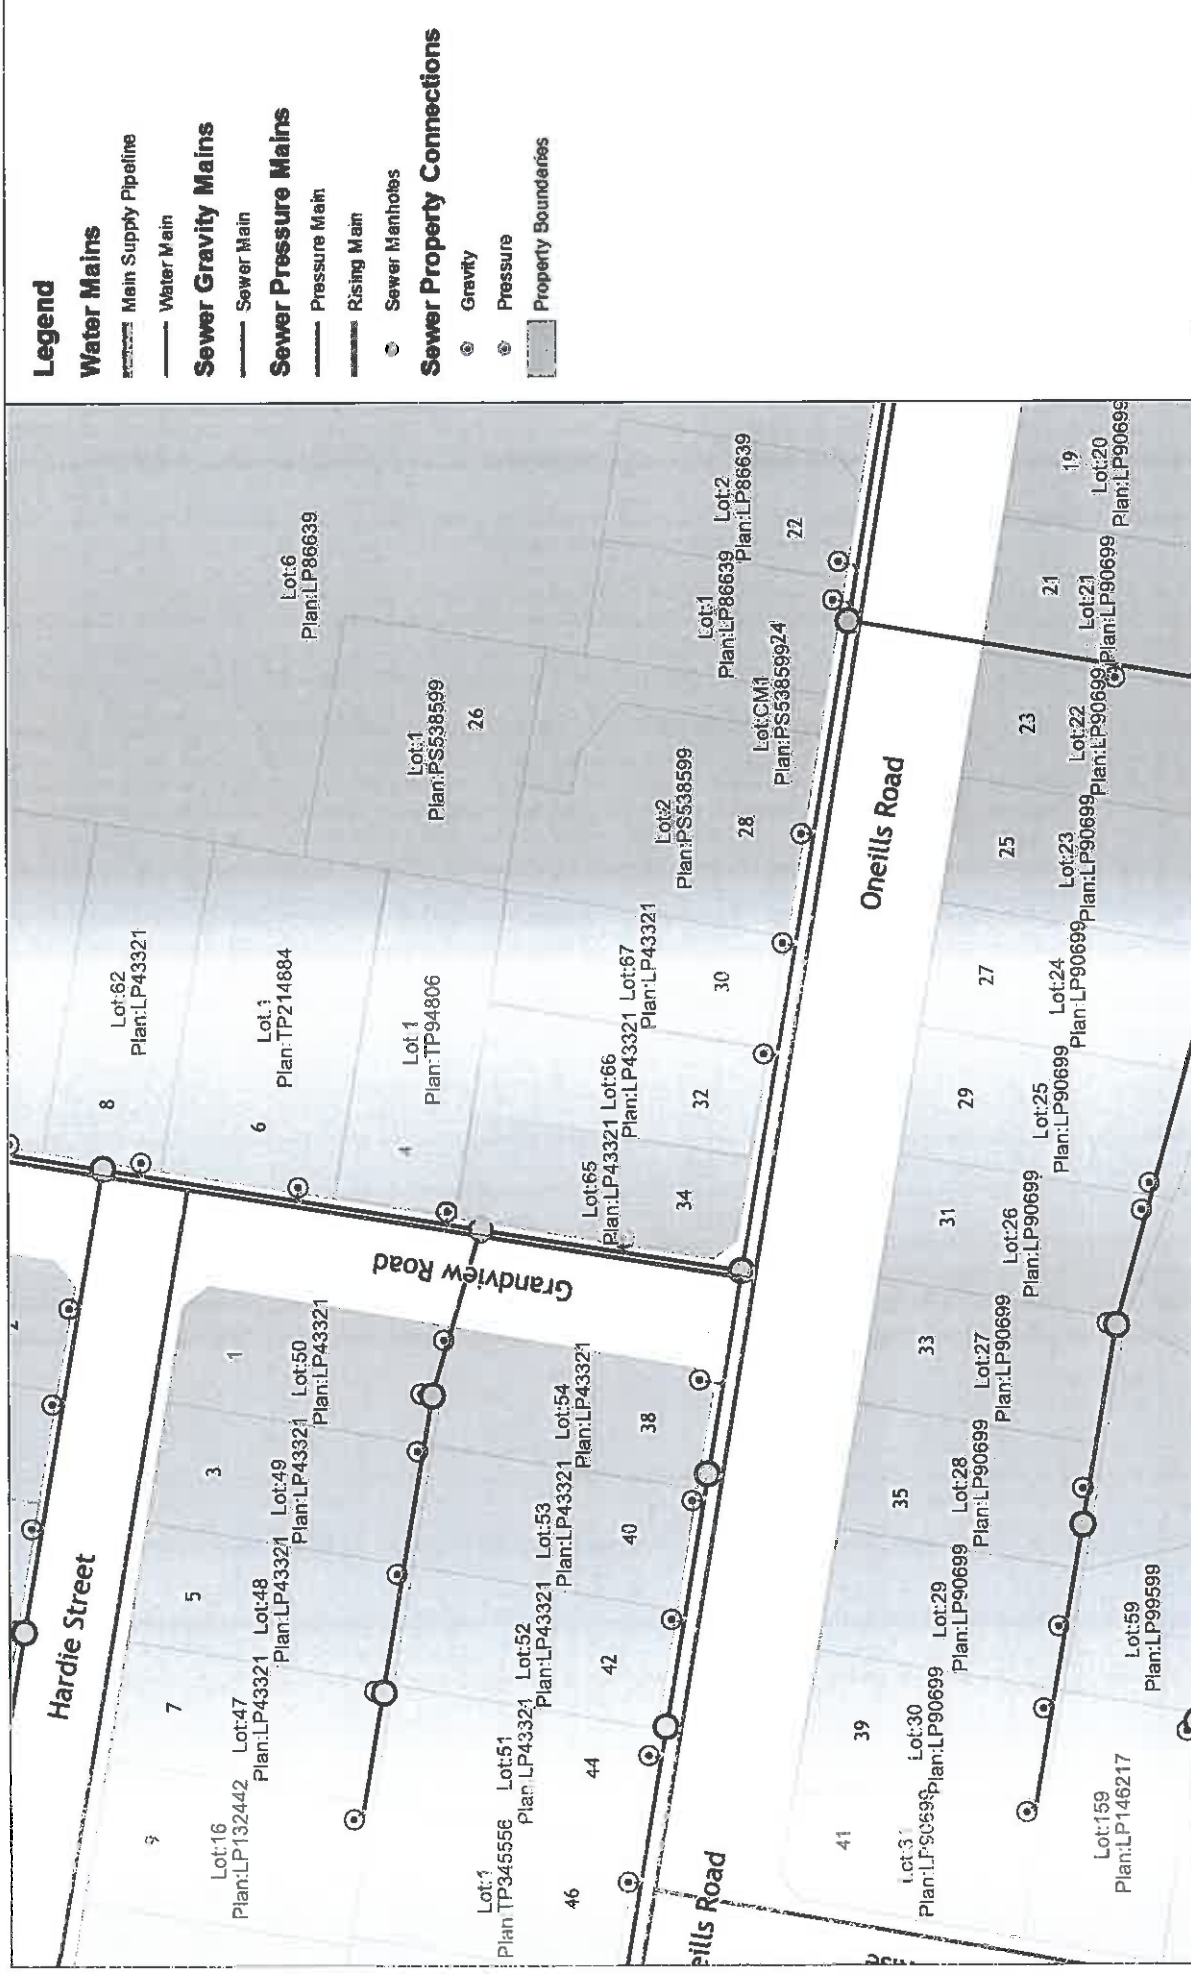 Legend
Water Mains
Main Supply Pipeline
Water Main
Sewer Gravity Mains
Sewer Main
Sewer Pressure Mains
Pressure Main
Rising Main
Sewer Manholes
Sewer Property Connections
Gravity
Pressure
Property Boundaries
Hardie Street
Grandview Road
Oneills Road
eills Road
8
Lot:62
Plan:LP43321
6
Lot:1
Plan:TP214884
4
Lot:1
Plan:TP94806
Lot:6
Plan:LP86639
Lot:1
Plan:PS538599
26
Lot:2
Plan:PS538599
28
Lot:CM1
Plan:PS538599
24
Lot:1
Plan:LP86639
Lot:2
Plan:LP86639
22
Lot:67
Plan:LP43321
30
Lot:66
Plan:LP43321
32
Lot:65
Plan:LP43321
34
1
Lot:50
Plan:LP43321
3
Lot:49
Plan:LP43321
5
Lot:48
Plan:LP43321
7
Lot:47
Plan:LP43321
9
Lot:16
Plan:LP132442
Lot:54
Plan:LP43321
38
Lot:53
Plan:LP43321
40
Lot:52
Plan:LP43321
42
Lot:51
Plan:LP43321
44
Lot:1
Plan:TP345556
46
19
Lot:20
Plan:LP90699
21
Lot:21
Plan:LP90699
23
Lot:22
Plan:LP90699
25
Lot:23
Plan:LP90699
27
Lot:24
Plan:LP90699
29
Lot:25
Plan:LP90699
31
Lot:26
Plan:LP90699
33
Lot:27
Plan:LP90699
35
Lot:28
Plan:LP90699
Lot:29
Plan:LP90699
39
Lot:30
Plan:LP90699
41
Lot:31
Plan:LP90699
Lot:59
Plan:LP99599
Lot:159
Plan:LP146217